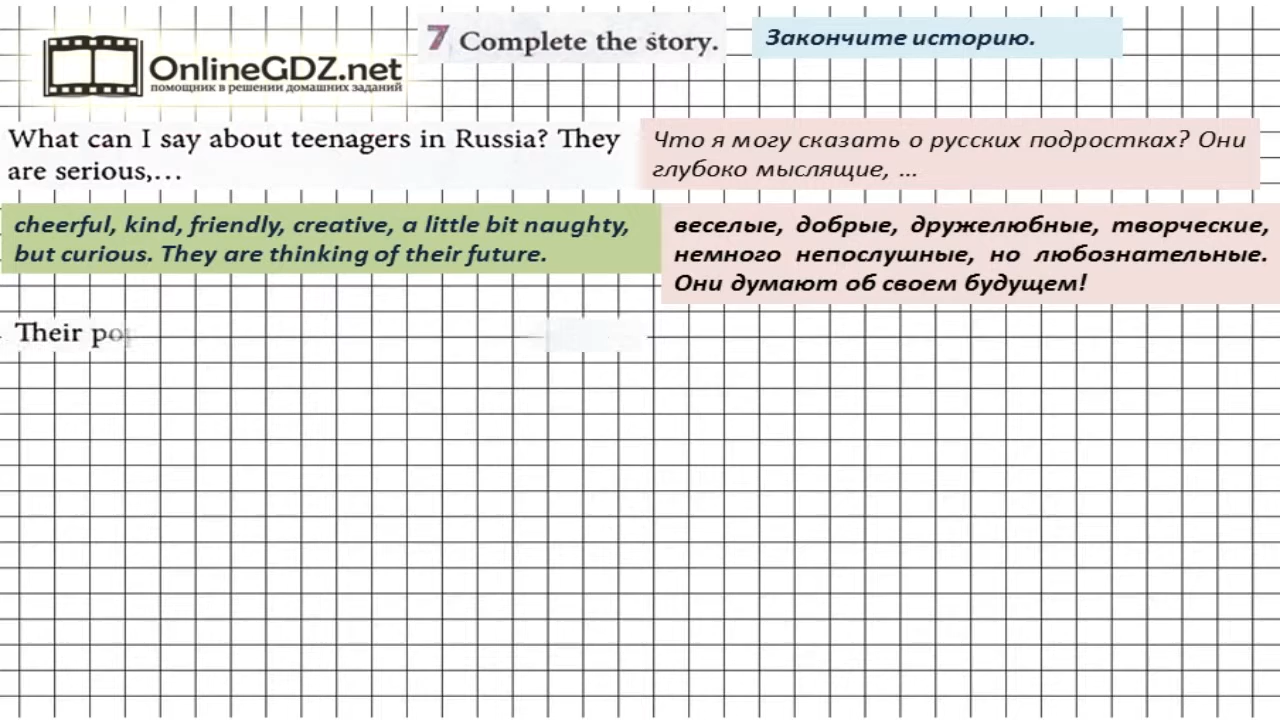 7 Complete the story.
Закончите историю.
OnlineGDZ.net
помощник в решении домашних заданий
What can I say about teenagers in Russia? They
are serious,...
Что я могу сказать о русских подростках? Они
глубоко мыслящие, ...
cheerful, kind, friendly, creative, a little bit naughty,
but curious. They are thinking of their future.
веселые, добрые, дружелюбные, творческие,
немного непослушные, но любознательные.
Они думают об своем будущем!
Their